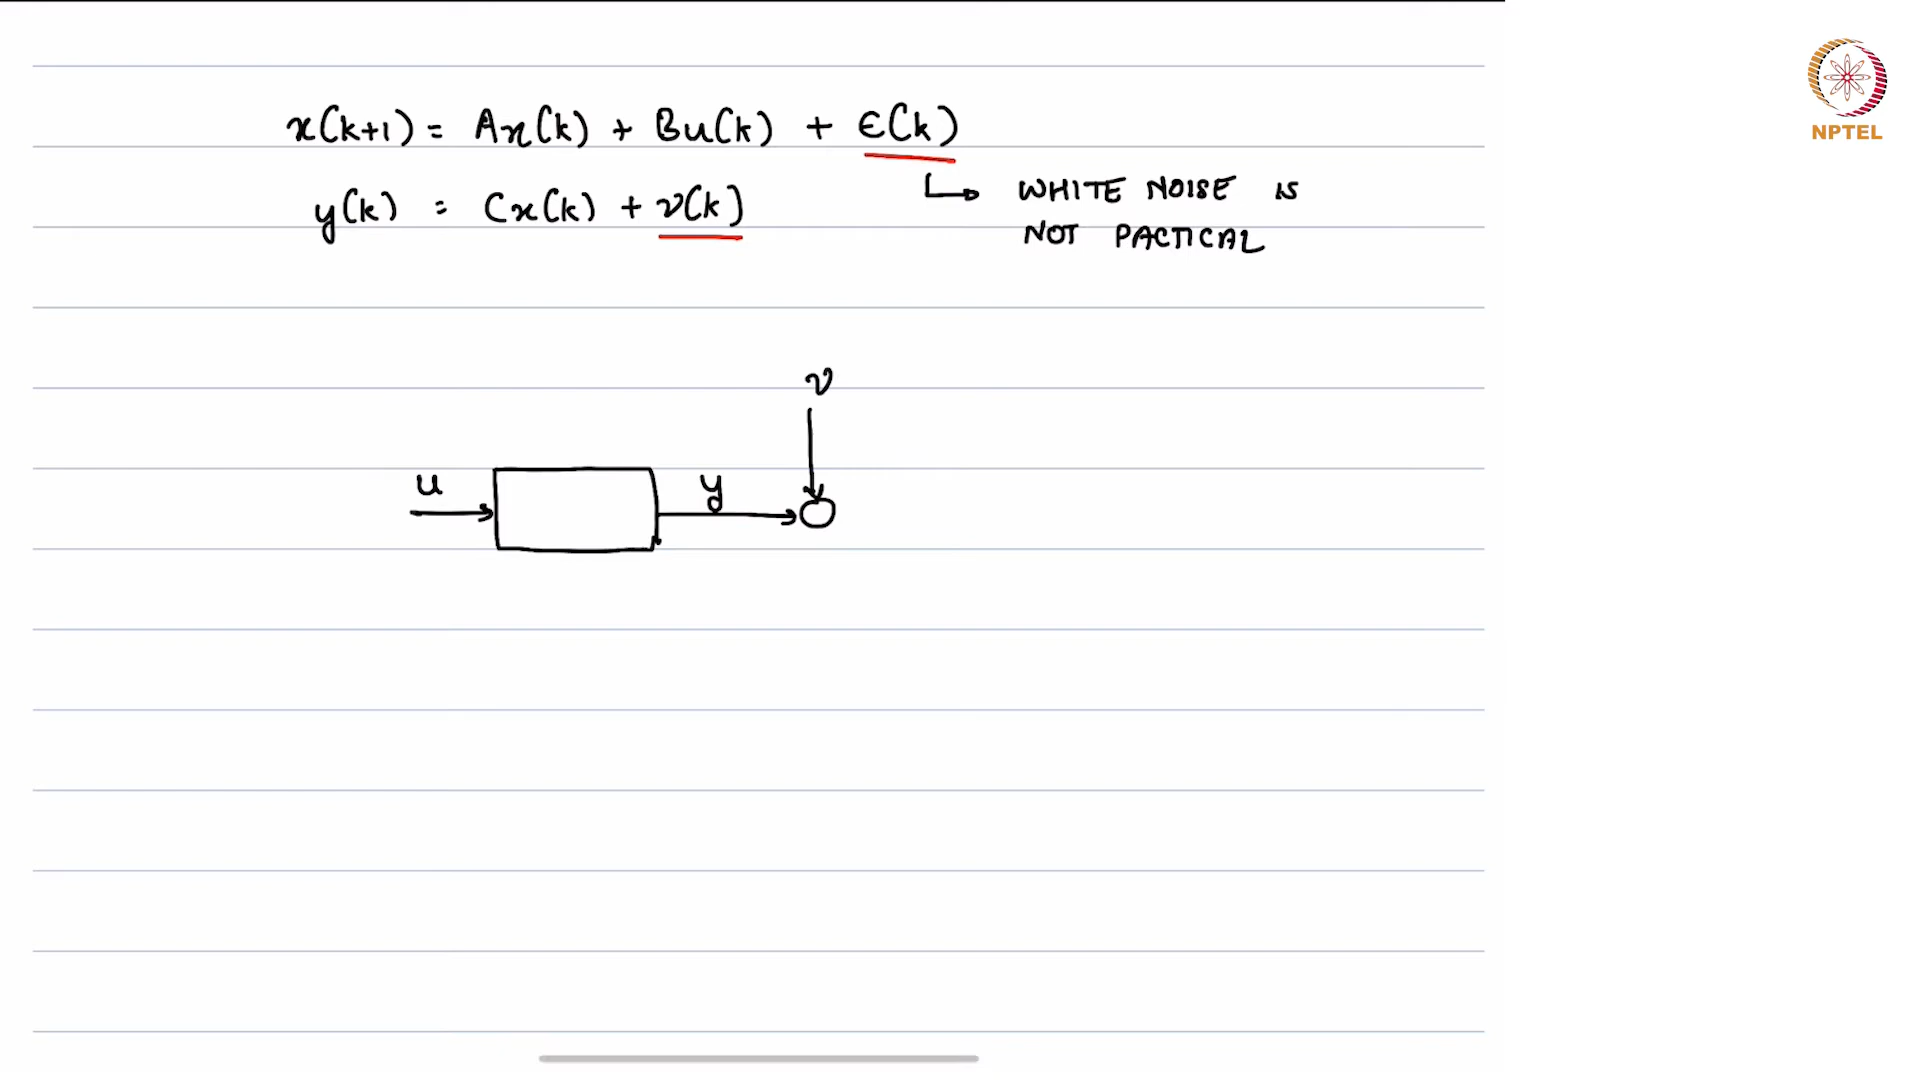 x(k+1) = Ax(k) + Bu(k) + ε(k)
y(k) = Cx(k) + ν(k)
↳ WHITE NOISE IS
NOT PACTICAL
ν
u
y
NPTEL